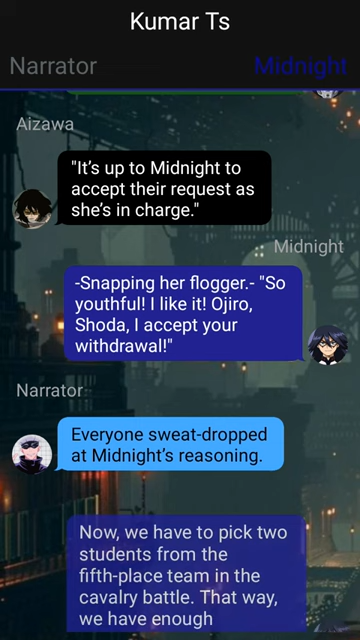 Kumar Ts
Narrator
Midnight
Aizawa
"It's up to Midnight to
accept their request as
she's in charge."
Midnight
-Snapping her flogger.- "So
youthful! I like it! Ojiro,
Shoda, I accept your
withdrawal!"
Narrator
Everyone sweat-dropped
at Midnight's reasoning.
Now, we have to pick two
students from the
fifth-place team in the
cavalry battle. That way,
we have enough